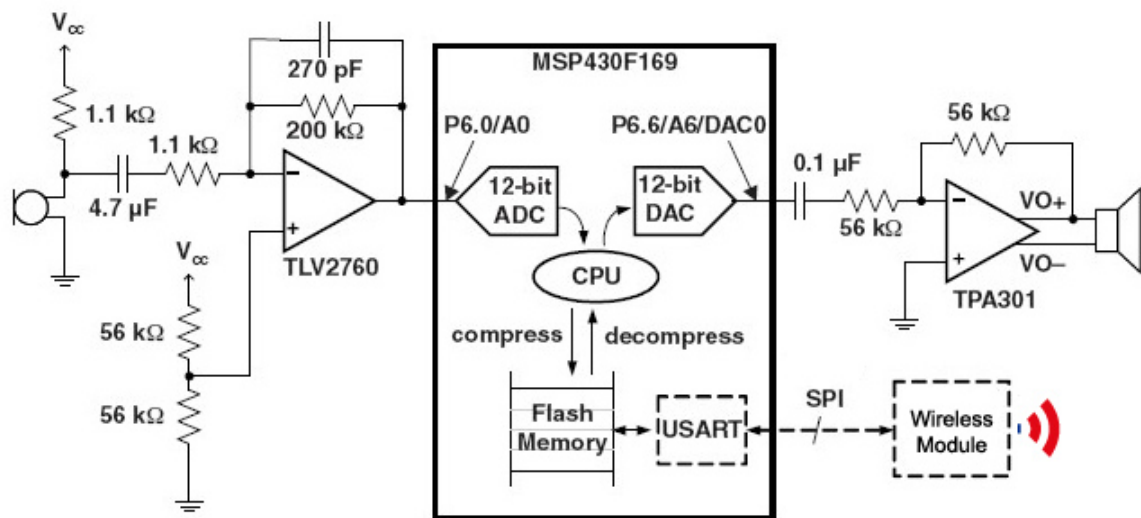 Vcc
1.1 kΩ
4.7 µF
1.1 kΩ
270 pF
200 kΩ
−
+
TLV2760
Vcc
56 kΩ
56 kΩ
MSP430F169
P6.0/A0
P6.6/A6/DAC0
12-bit
ADC
12-bit
DAC
CPU
compress
decompress
Flash
Memory
USART
SPI
Wireless
Module
0.1 µF
56 kΩ
56 kΩ
−
+
VO+
VO−
TPA301